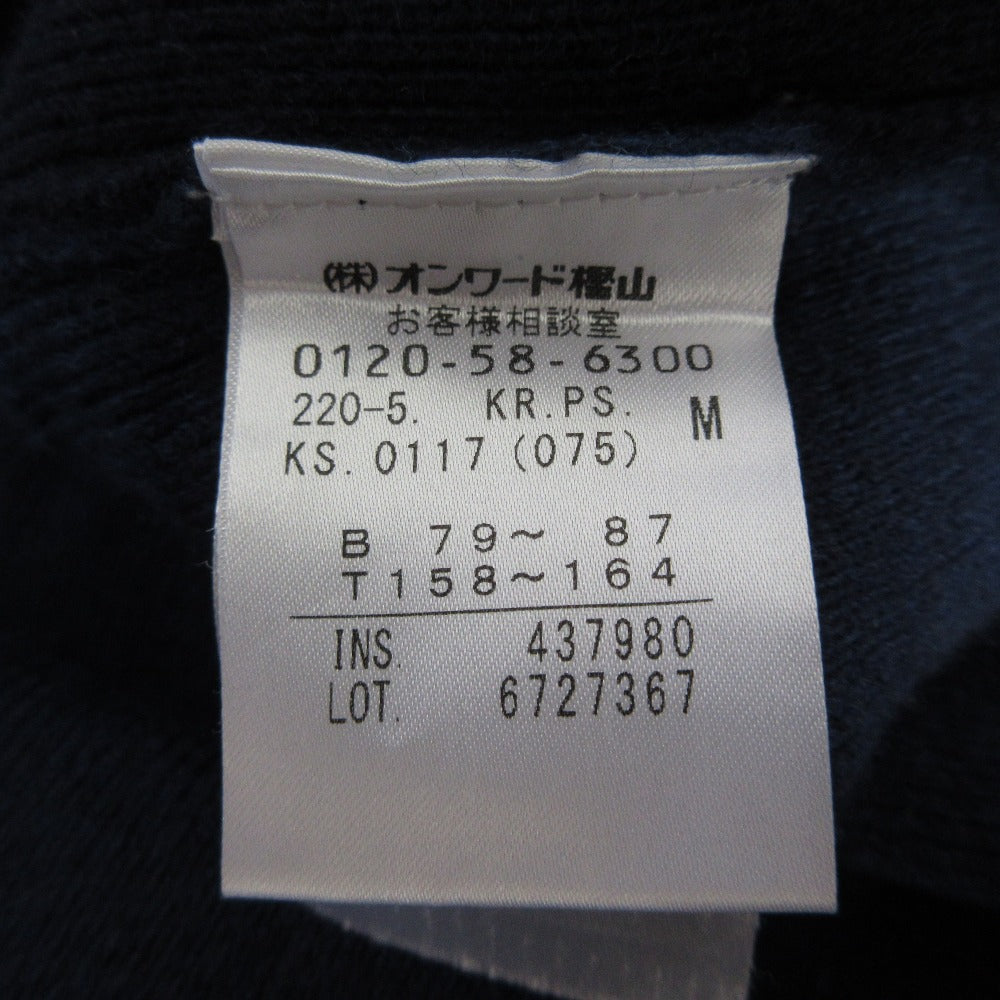 (株)オンワード樫山
お客様相談室
0120-58-6300
220-5. KR.PS. M
KS.0117(075)
B 79~ 87
T158~164
INS. 437980
LOT. 6727367